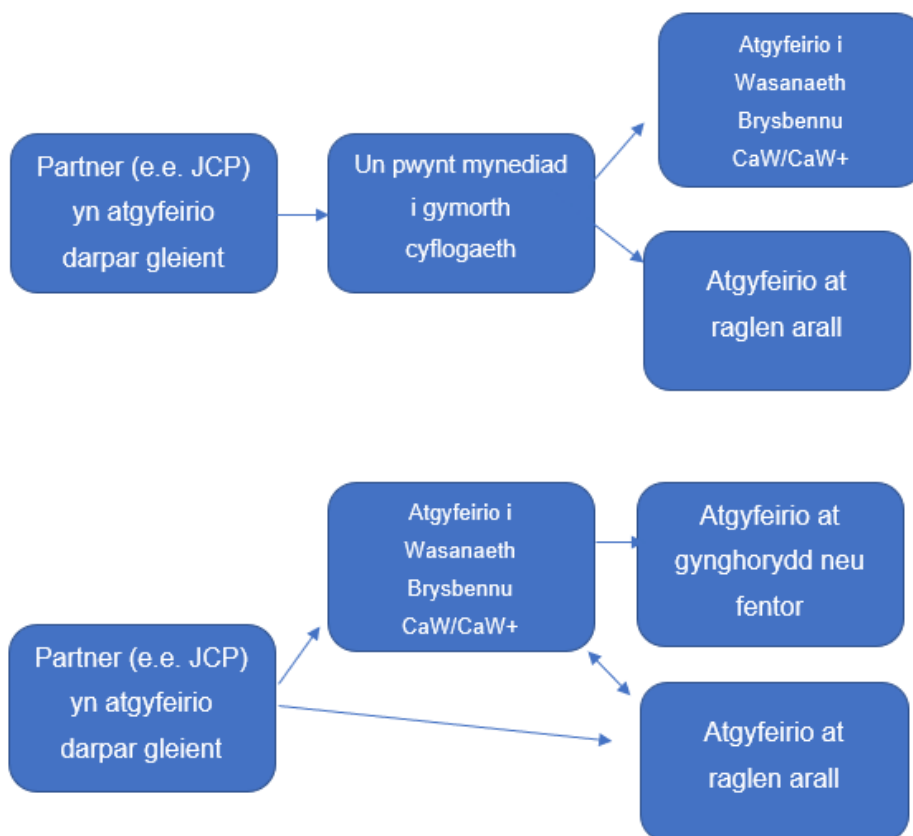 Partner (e.e. JCP)
yn atgyfeirio
darpar gleient
Un pwynt mynediad
i gymorth
cyflogaeth
Atgyfeirio i
Wasanaeth
Brysbennu
CaW/CaW+
Atgyfeirio at
raglen arall
Partner (e.e. JCP)
yn atgyfeirio
darpar gleient
Atgyfeirio i
Wasanaeth
Brysbennu
CaW/CaW+
Atgyfeirio at
gynghorydd neu
fentor
Atgyfeirio at
raglen arall